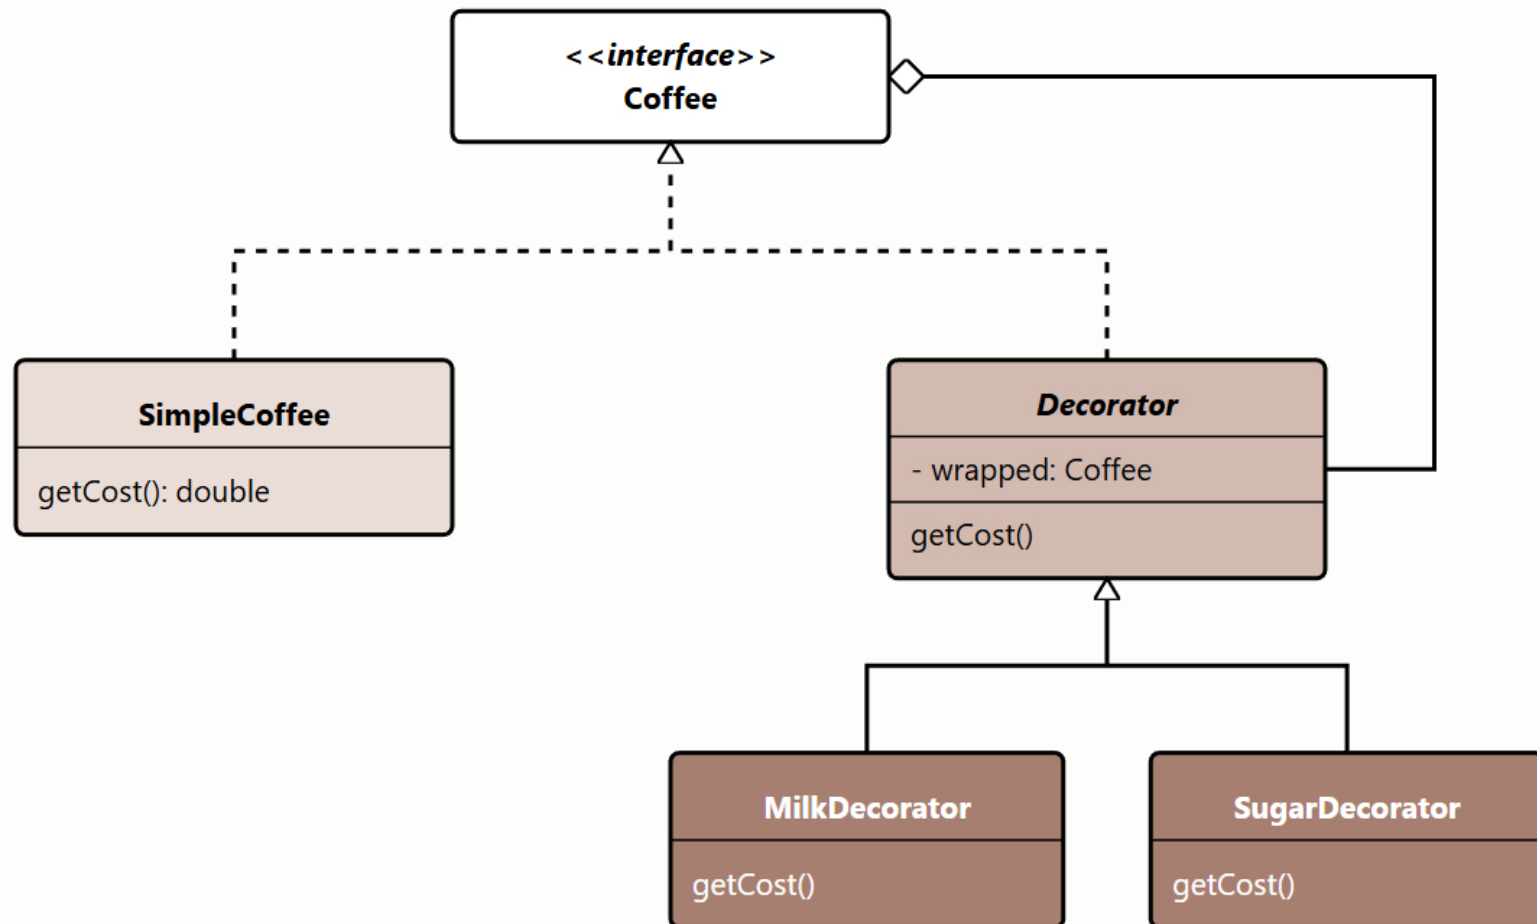 <<interface>>
Coffee
SimpleCoffee
getCost(): double
Decorator
- wrapped: Coffee
getCost()
MilkDecorator
getCost()
SugarDecorator
getCost()